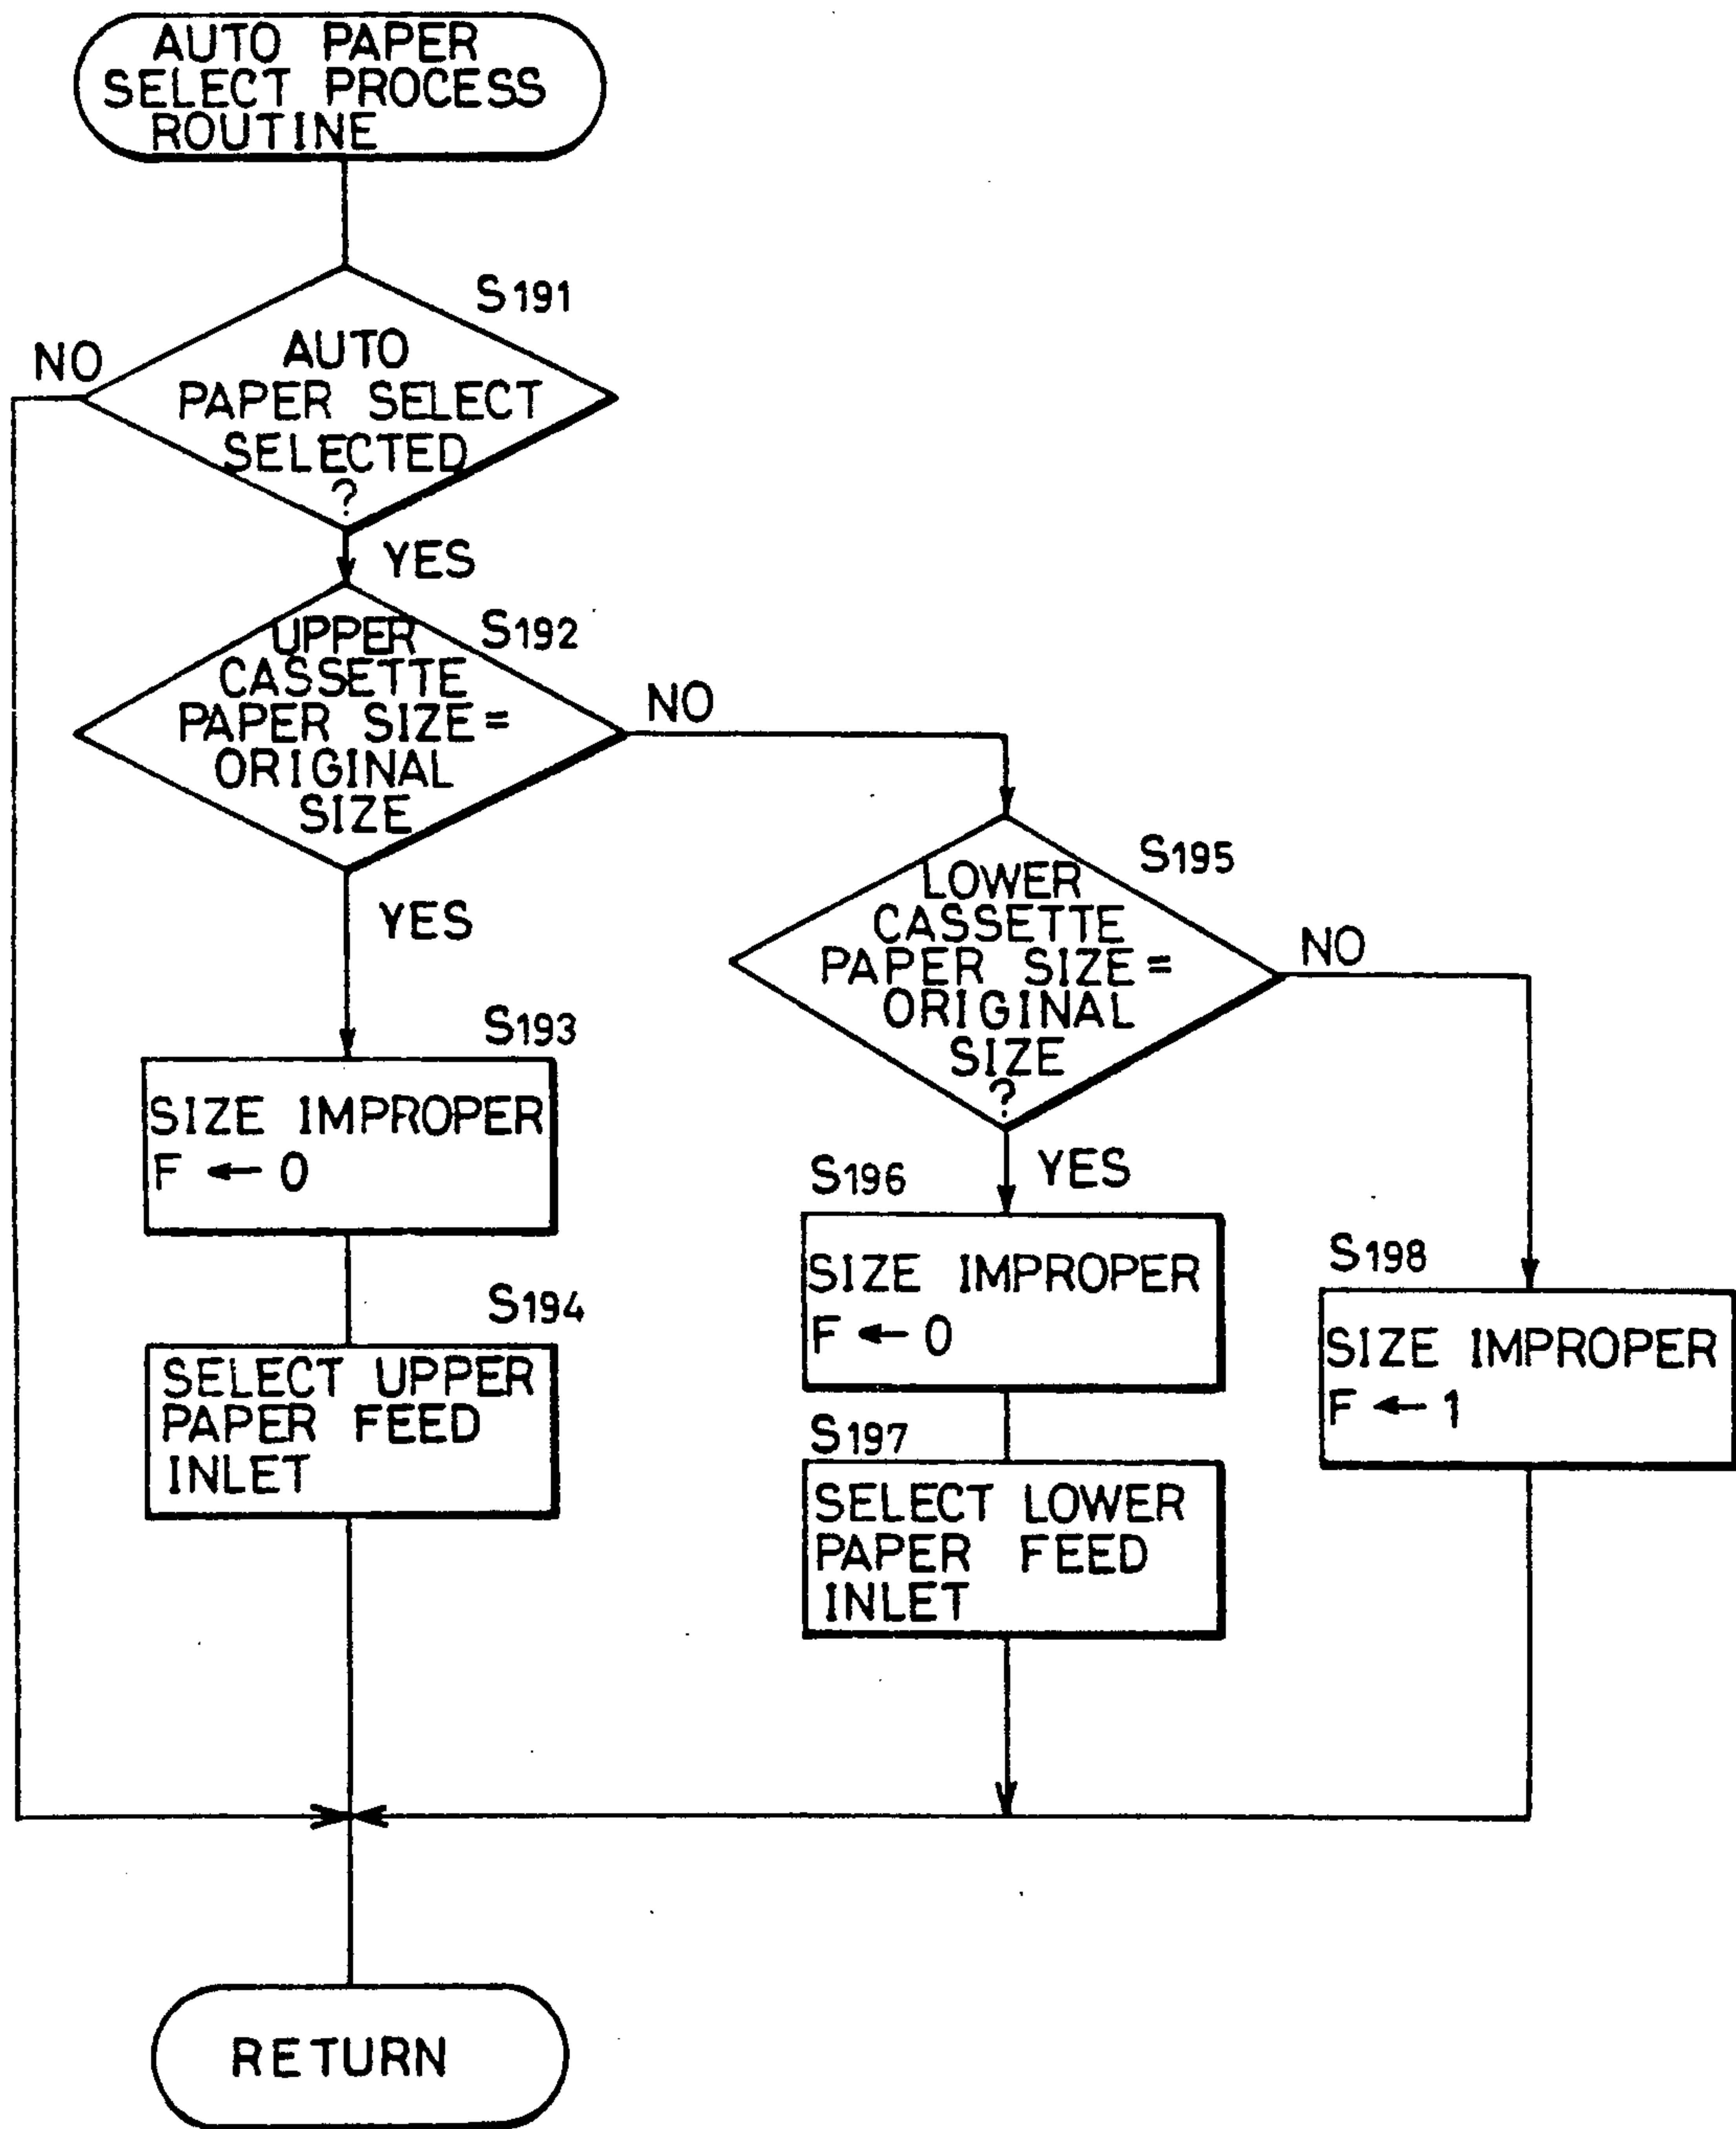 AUTO PAPER
SELECT PROCESS
ROUTINE
S191
NO
AUTO
PAPER SELECT
SELECTED
?
YES
S192
UPPER
CASSETTE
PAPER SIZE=
ORIGINAL
SIZE
NO
YES
S195
LOWER
CASSETTE
PAPER SIZE=
ORIGINAL
SIZE
?
NO
YES
S193
SIZE IMPROPER
F ← 0
S194
SELECT UPPER
PAPER FEED
INLET
S196
SIZE IMPROPER
F ← 0
S197
SELECT LOWER
PAPER FEED
INLET
S198
SIZE IMPROPER
F ← 1
RETURN